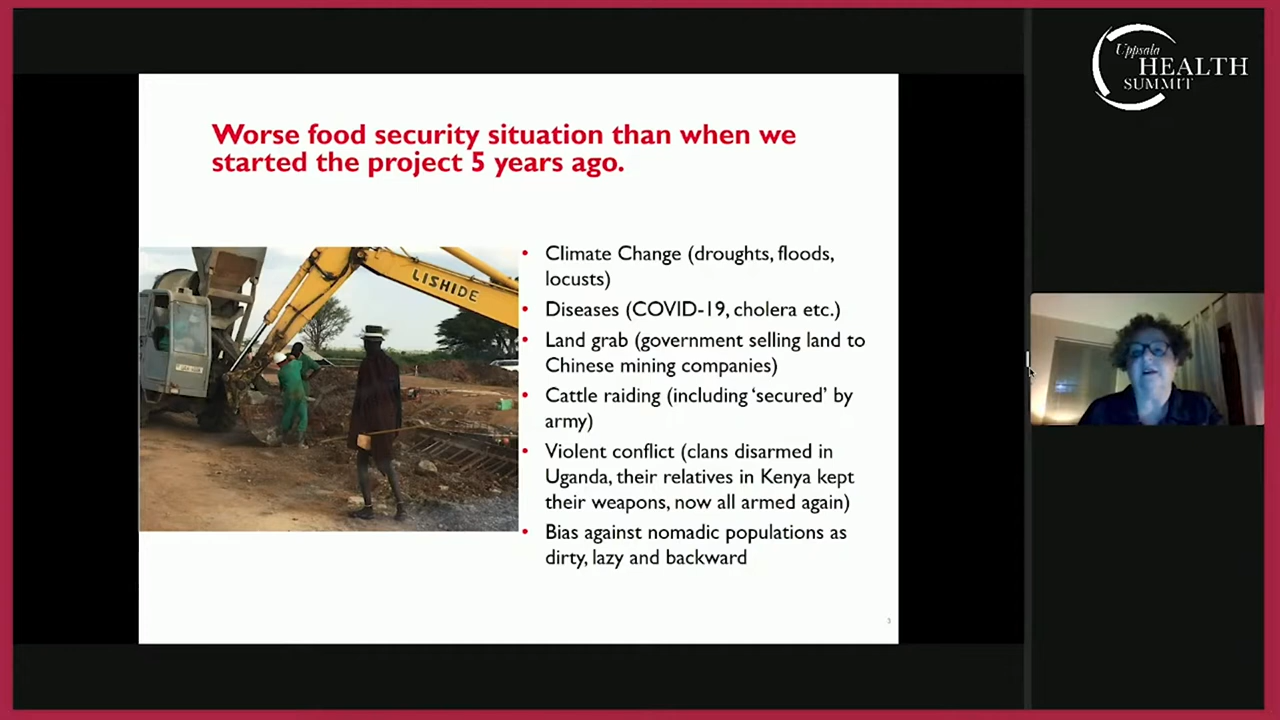 Worse food security situation than when we
started the project 5 years ago.
LISHIDE
• Climate Change (droughts, floods,
locusts)
• Diseases (COVID-19, cholera etc.)
• Land grab (government selling land to
Chinese mining companies)
• Cattle raiding (including ‘secured’ by
army)
• Violent conflict (clans disarmed in
Uganda, their relatives in Kenya kept
their weapons, now all armed again)
• Bias against nomadic populations as
dirty, lazy and backward
3
Uppsala
HEALTH
SUMMIT